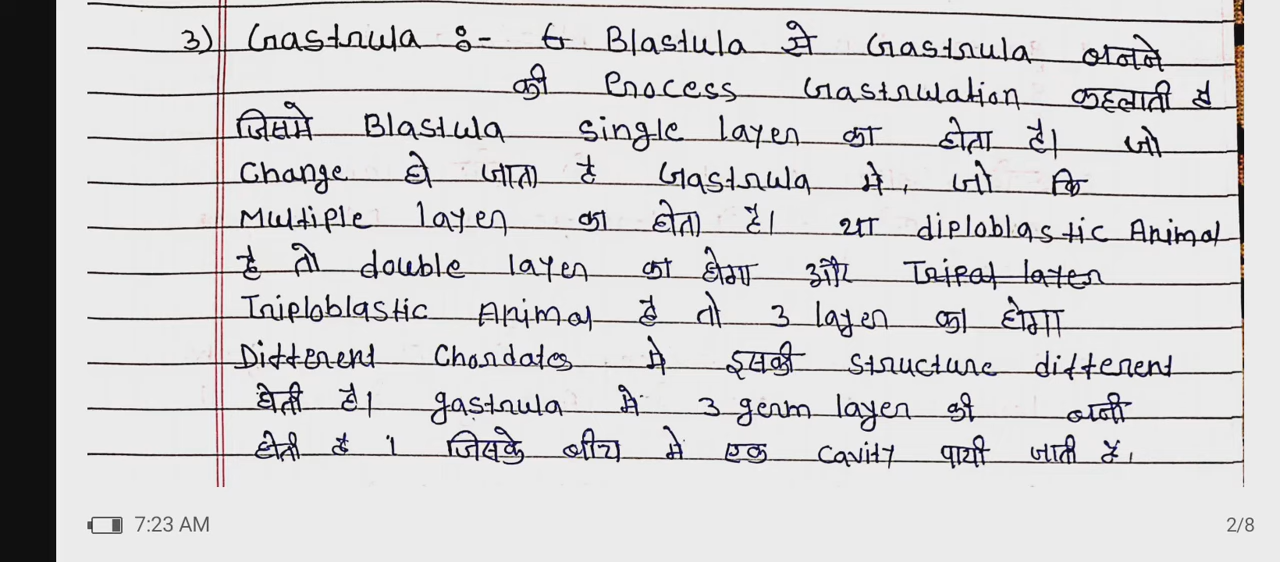 3) Gastrula :- Blastula से Gastrula बनने
की Process Gastrulation कहलाती है
जिसमे Blastula single layer का होता है। जो
Change हो जाता है Gastrula मे, जो कि
Multiple layer का होता है। या diploblastic Animal
है तो double layer का होगा और Tripal layer
Triploblastic Animal है तो 3 layer का होगा
Different Chordates मे इसकी structure different
होती है। gastrula मे 3 germ layer की बनी
होती है । जिसके बीच मे एक cavity पायी जाती है,
7:23 AM
2/8